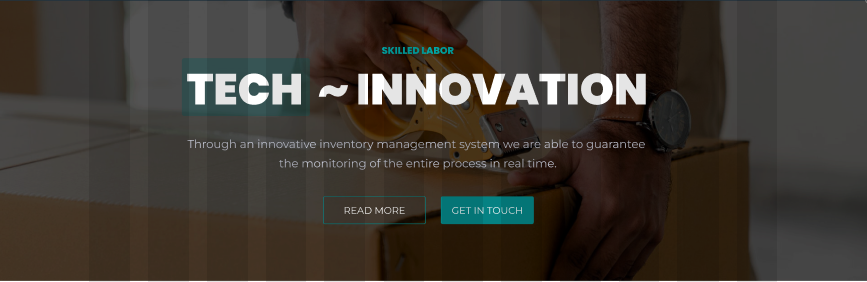 SKILLED LABOR
TECH ~ INNOVATION
Through an innovative inventory management system we are able to guarantee
the monitoring of the entire process in real time.
READ MORE
GET IN TOUCH